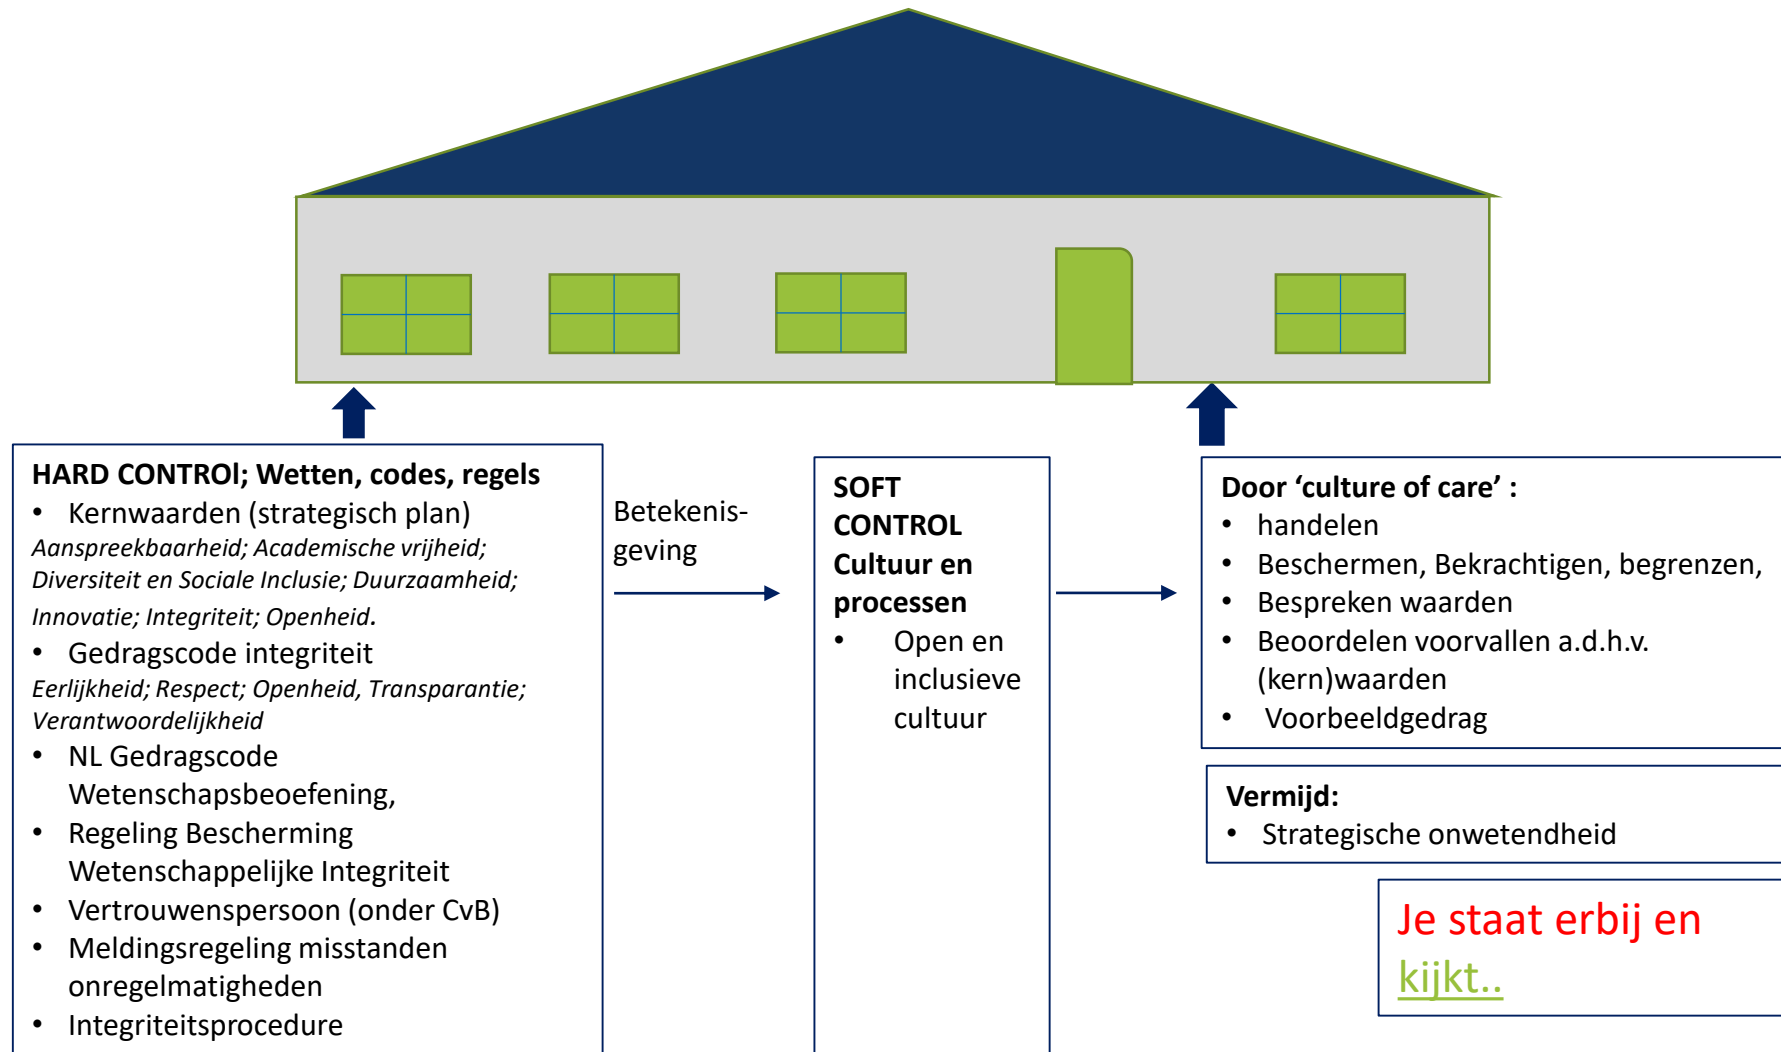 HARD CONTROl; Wetten, codes, regels
• Kernwaarden (strategisch plan)
Aanspreekbaarheid; Academische vrijheid;
Diversiteit en Sociale Inclusie; Duurzaamheid;
Innovatie; Integriteit; Openheid.
• Gedragscode integriteit
Eerlijkheid; Respect; Openheid, Transparantie;
Verantwoordelijkheid
• NL Gedragscode
Wetenschapsbeoefening,
• Regeling Bescherming
Wetenschappelijke Integriteit
• Vertrouwenspersoon (onder CvB)
• Meldingsregeling misstanden
onregelmatigheden
• Integriteitsprocedure
Betekenis-
geving
SOFT
CONTROL
Cultuur en
processen
• Open en
inclusieve
cultuur
Door ‘culture of care’ :
• handelen
• Beschermen, Bekrachtigen, begrenzen,
• Bespreken waarden
• Beoordelen voorvallen a.d.h.v.
(kern)waarden
• Voorbeeldgedrag
Vermijd:
• Strategische onwetendheid
Je staat erbij en
kijkt..